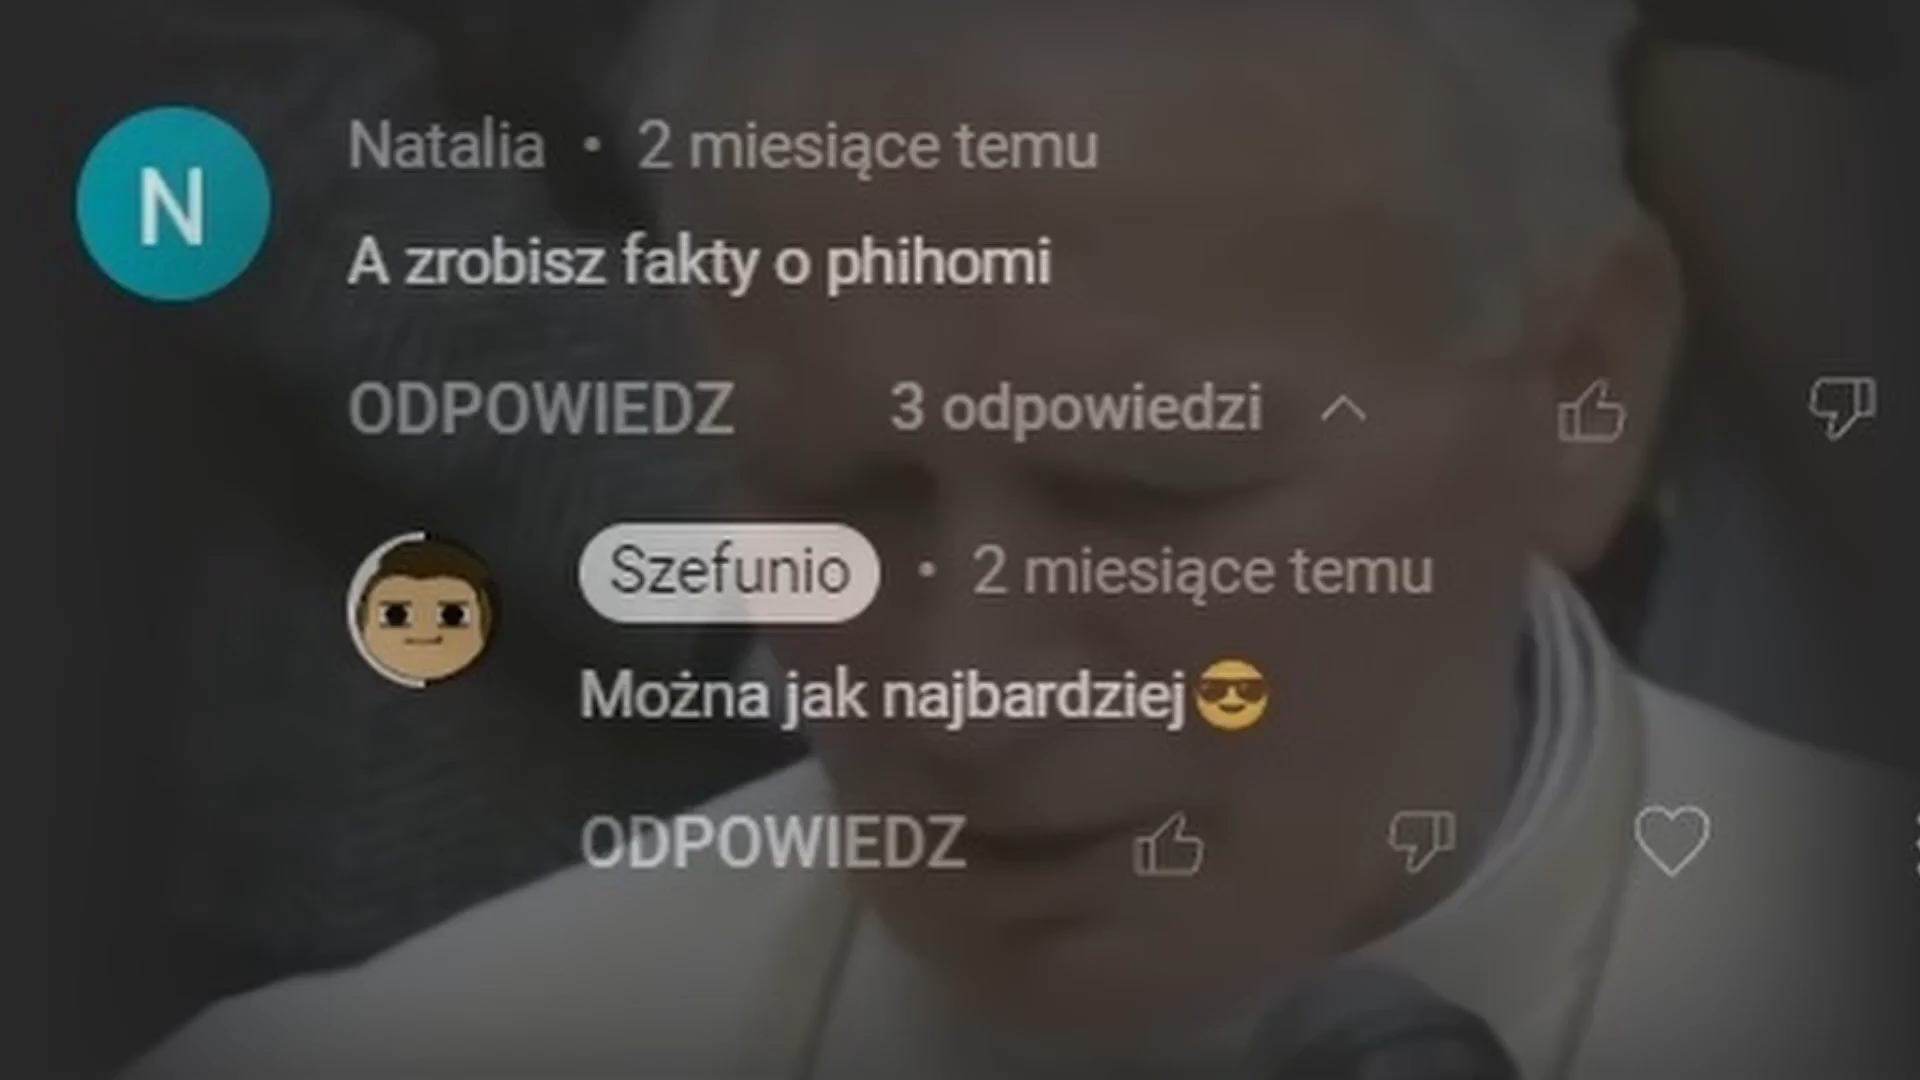 N
Natalia • 2 miesiące temu
A zrobisz fakty o phihomi
ODPOWIEDZ 3 odpowiedzi
Szefunio • 2 miesiące temu
Można jak najbardziej😎
ODPOWIEDZ